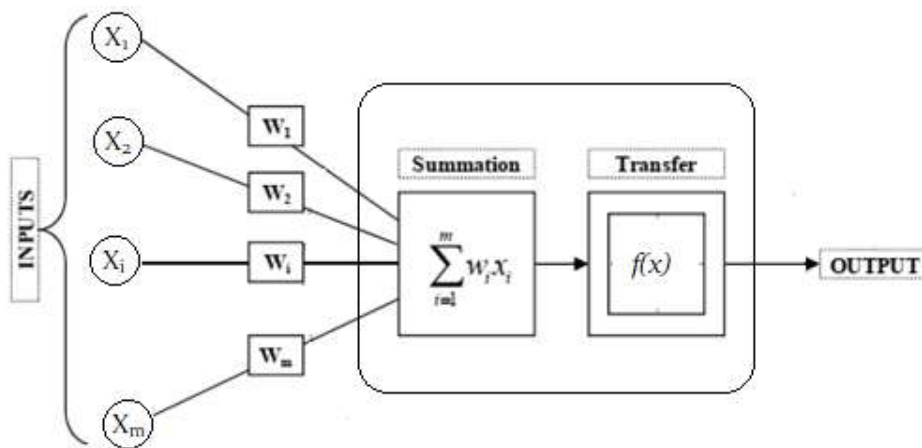 INPUTS
X₁
X₂
Xᵢ
Xₘ
W₁
W₂
Wᵢ
Wₘ
Summation
m
∑ wᵢxᵢ
i=1
Transfer
f(x)
OUTPUT